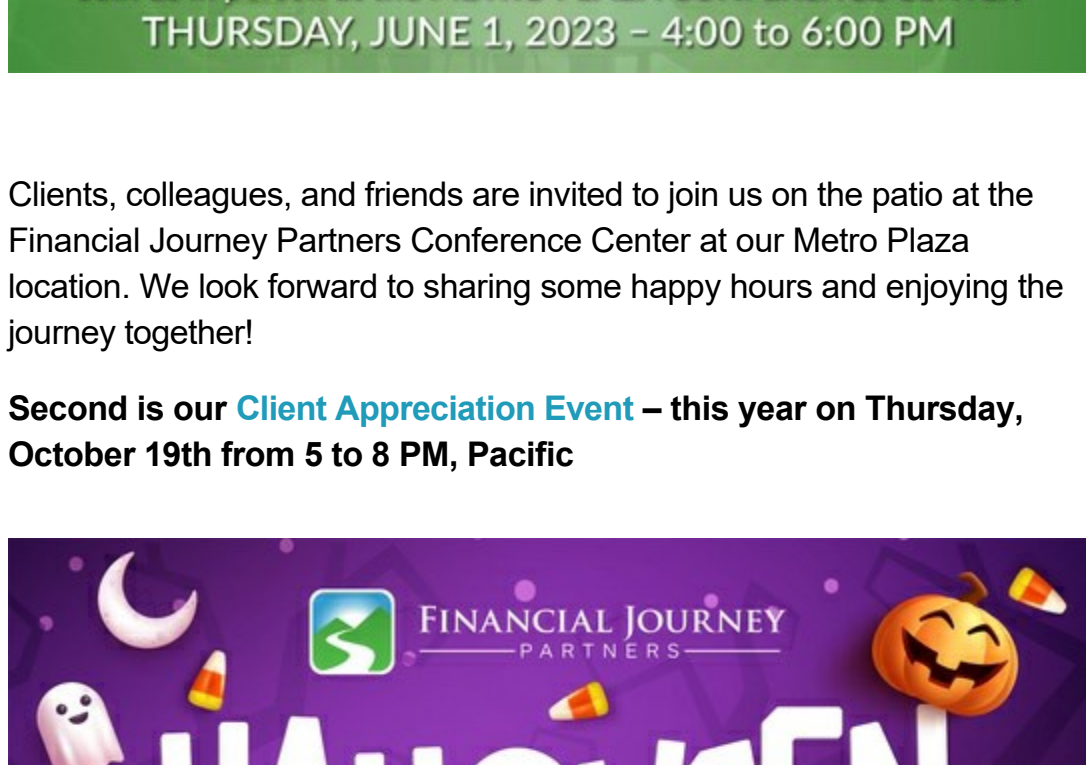 THURSDAY, JUNE 1, 2023 – 4:00 to 6:00 PM
Clients, colleagues, and friends are invited to join us on the patio at the
Financial Journey Partners Conference Center at our Metro Plaza
location. We look forward to sharing some happy hours and enjoying the
journey together!
Second is our Client Appreciation Event – this year on Thursday,
October 19th from 5 to 8 PM, Pacific
FINANCIAL JOURNEY
PARTNERS
HALLOWEEN